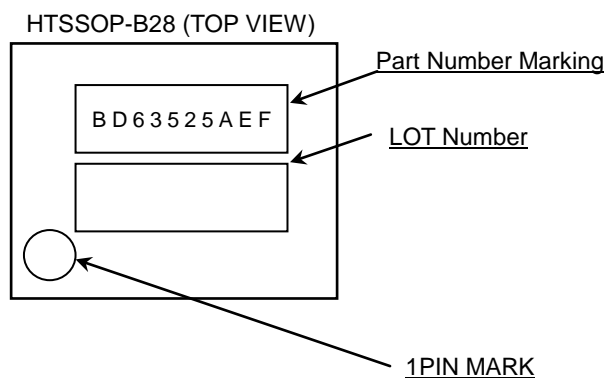 HTSSOP-B28 (TOP VIEW)
Part Number Marking
BD63525AEF
LOT Number
1PIN MARK